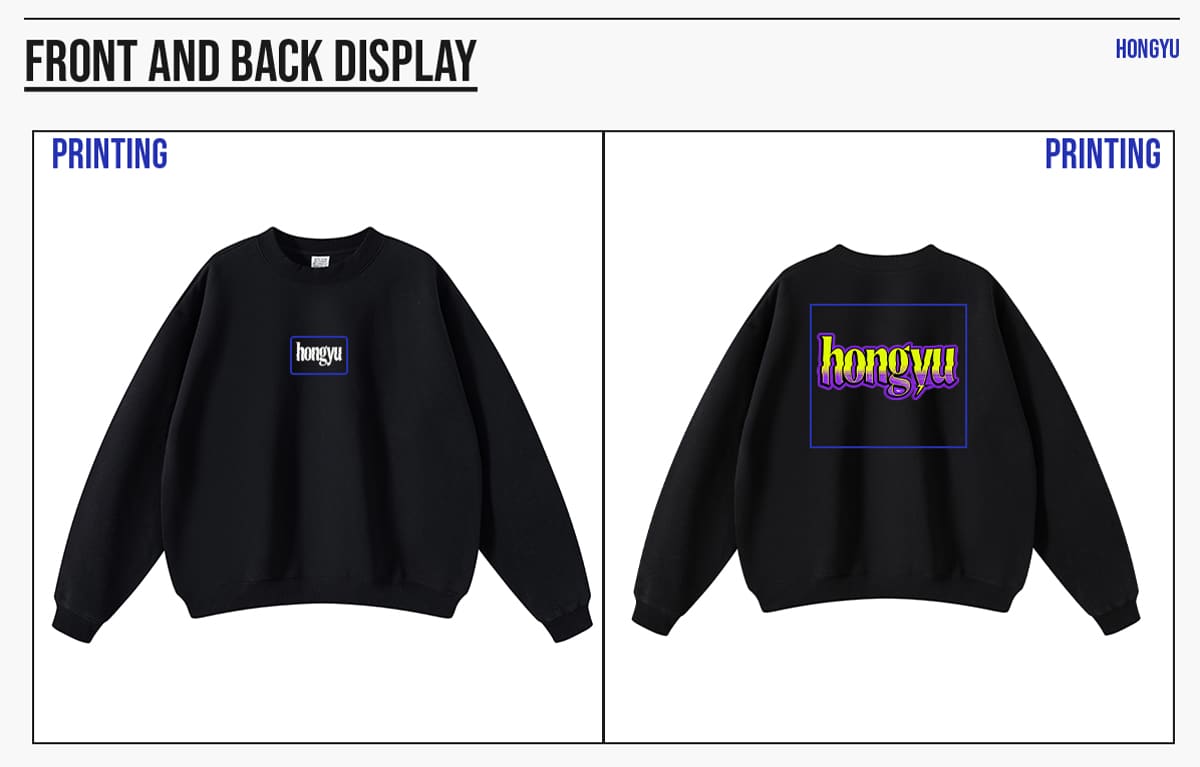 FRONT AND BACK DISPLAY
HONGYU
PRINTING
PRINTING
hongyu
hongyu